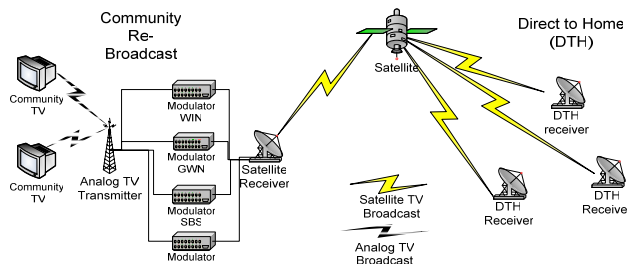 Community
Re-
Broadcast
Direct to Home
(DTH)
Satellite
Community
TV
Community
TV
Analog TV
Transmitter
Modulator
WIN
Modulator
GWN
Modulator
SBS
Modulator
Satellite
Receiver
DTH
receiver
DTH
Receiver
DTH
Receive
Satellite TV
Broadcast
Analog TV
Broadcast